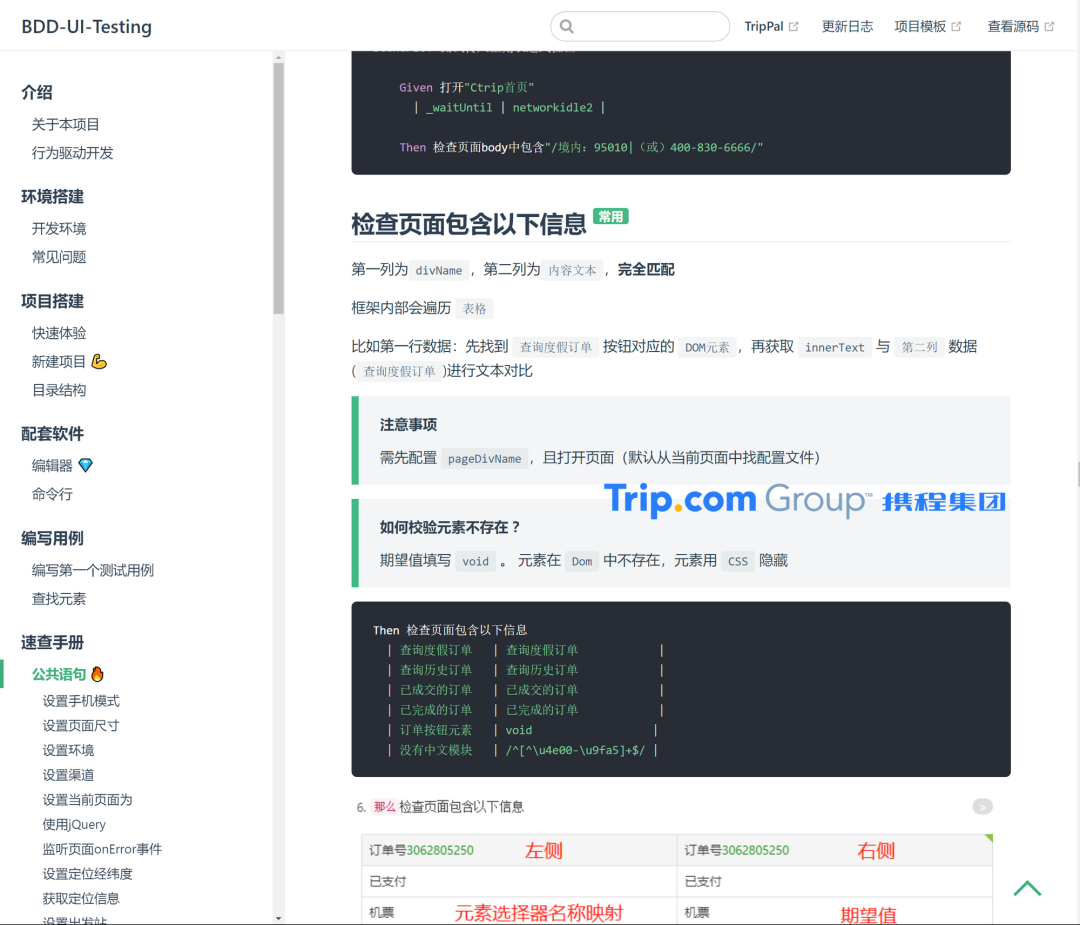 BDD-UI-Testing
TripPal
更新日志
项目模板
查看源码
介绍
关于本项目
行为驱动开发
环境搭建
开发环境
常见问题
项目搭建
快速体验
新建项目
目录结构
配套软件
编辑器
命令行
编写用例
编写第一个测试用例
查找元素
速查手册
公共语句
设置手机模式
设置页面尺寸
设置环境
设置渠道
设置当前页面为
使用jQuery
监听页面onError事件
设置定位经纬度
获取定位信息
设置出发站
Given 打开"Ctrip首页"
| _waitUntil | networkidle2 |
Then 检查页面body中包含"/境内：95010|（或）400-830-6666/"
检查页面包含以下信息 常用
第一列为 divName ，第二列为 内容文本 ，完全匹配
框架内部会遍历 表格
比如第一行数据：先找到 查询度假订单 按钮对应的 DOM元素 ，再获取 innerText 与 第二列 数据
( 查询度假订单 )进行文本对比
注意事项
需先配置 pageDivName ，且打开页面（默认从当前页面中找配置文件）
Trip.com Group™ 携程集团
如何校验元素不存在？
期望值填写 void 。 元素在 Dom 中不存在，元素用 CSS 隐藏
Then 检查页面包含以下信息
| 查询度假订单 | 查询度假订单 |
| 查询历史订单 | 查询历史订单 |
| 已成交的订单 | 已成交的订单 |
| 已完成的订单 | 已完成的订单 |
| 订单按钮元素 | void |
| 没有中文模块 | /^[^\u4e00-\u9fa5]+$/ |
6. 那么 检查页面包含以下信息
订单号3062805250 左侧 订单号3062805250 右侧
已支付 已支付
机票 元素选择器名称映射 机票 期望值